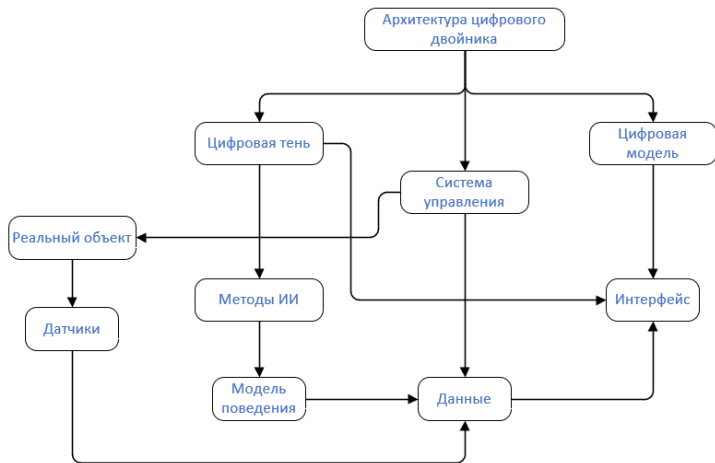 Архитектура цифрового
двойника
Цифровая тень
Цифровая
модель
Система
управления
Реальный объект
Методы ИИ
Интерфейс
Датчики
Модель
поведения
Данные